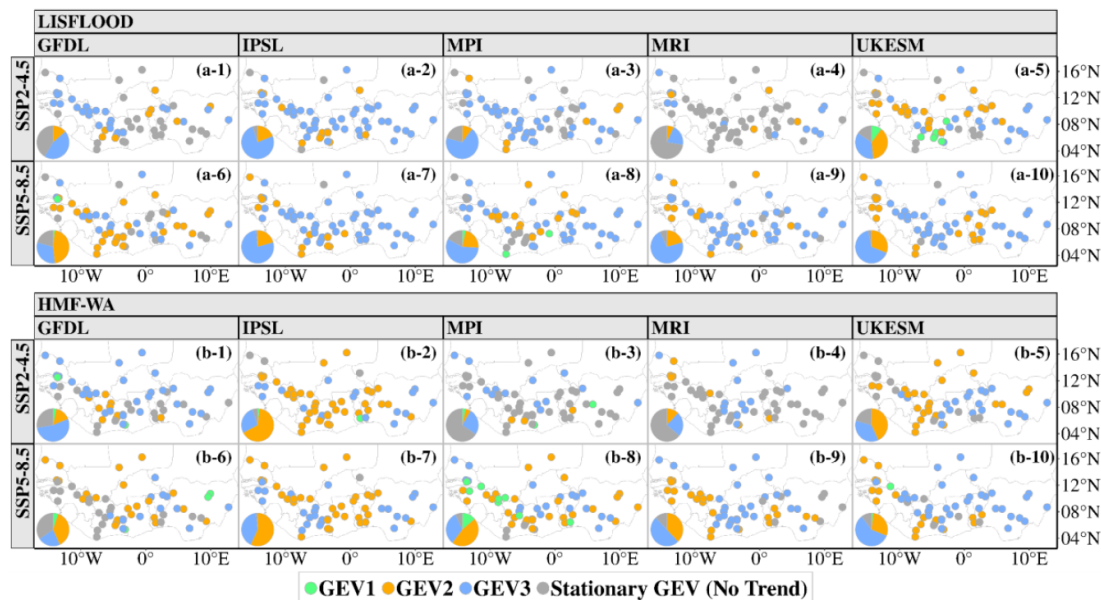 LISFLOOD
GFDL IPSL MPI MRI UKESM
SSP2-4.5
(a-1) (a-2) (a-3) (a-4) (a-5)
16°N
12°N
08°N
04°N
SSP5-8.5
(a-6) (a-7) (a-8) (a-9) (a-10)
16°N
12°N
08°N
04°N
10°W 0° 10°E 10°W 0° 10°E 10°W 0° 10°E 10°W 0° 10°E 10°W 0° 10°E
HMF-WA
GFDL IPSL MPI MRI UKESM
SSP2-4.5
(b-1) (b-2) (b-3) (b-4) (b-5)
16°N
12°N
08°N
04°N
SSP5-8.5
(b-6) (b-7) (b-8) (b-9) (b-10)
16°N
12°N
08°N
04°N
10°W 0° 10°E 10°W 0° 10°E 10°W 0° 10°E 10°W 0° 10°E 10°W 0° 10°E
GEV1 GEV2 GEV3 Stationary GEV (No Trend)